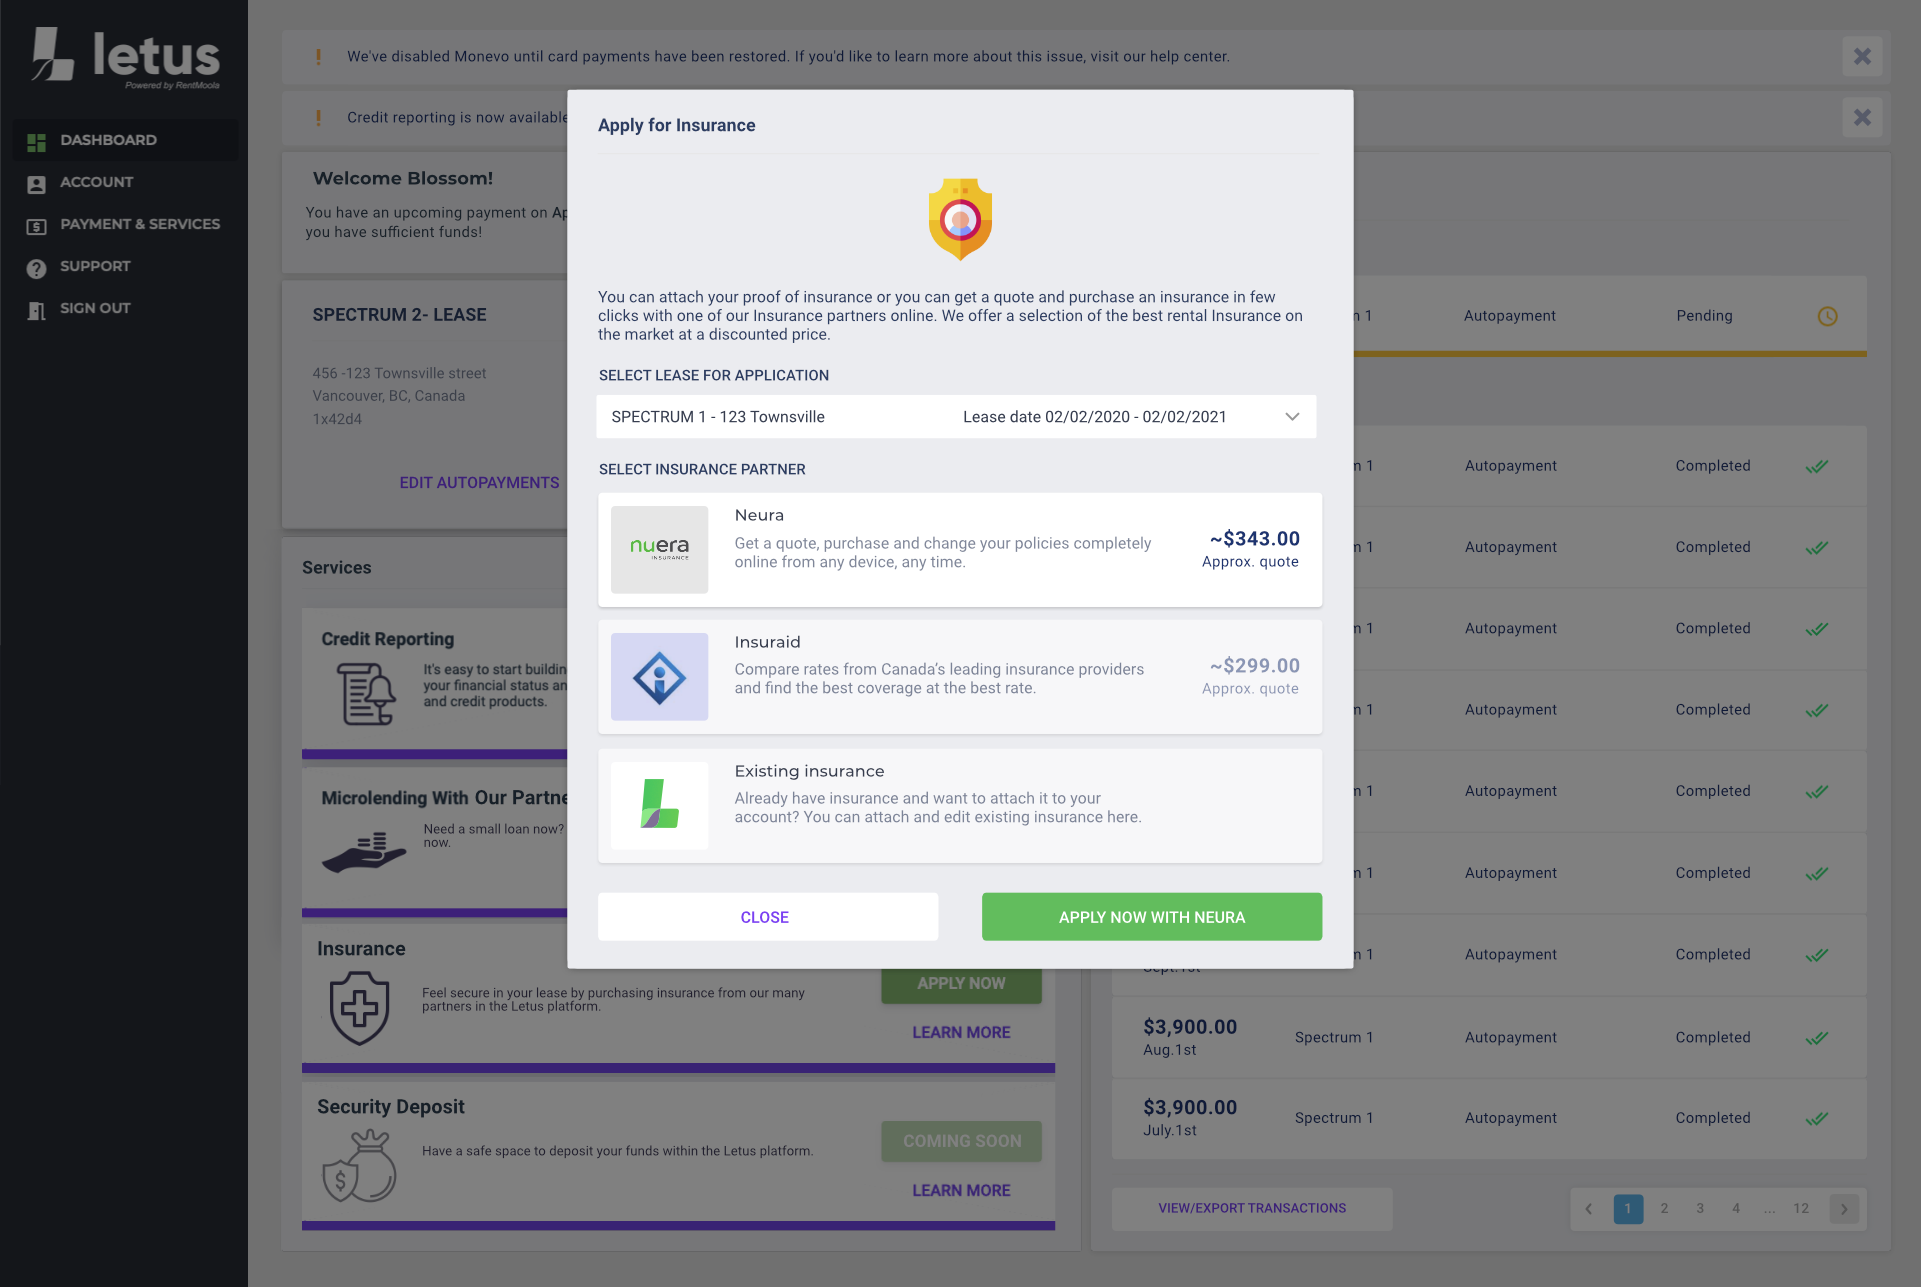 letus
Powered by RentMoola
DASHBOARD
ACCOUNT
PAYMENT & SERVICES
SUPPORT
SIGN OUT
We've disabled Monevo until card payments have been restored. If you'd like to learn more about this issue, visit our help center.
Credit reporting is now available
Welcome Blossom!
You have an upcoming payment on Ap
you have sufficient funds!
SPECTRUM 2- LEASE
456 -123 Townsville street
Vancouver, BC, Canada
1x42d4
EDIT AUTOPAYMENTS
Services
Credit Reporting
It's easy to start buildin
your financial status an
and credit products.
Microlending With Our Partne
Need a small loan now?
now.
Insurance
Feel secure in your lease by purchasing insurance from our many
partners in the Letus platform.
APPLY NOW
LEARN MORE
Security Deposit
Have a safe space to deposit your funds within the Letus platform.
COMING SOON
LEARN MORE
Apply for Insurance
You can attach your proof of insurance or you can get a quote and purchase an insurance in few
clicks with one of our Insurance partners online. We offer a selection of the best rental Insurance on
the market at a discounted price.
SELECT LEASE FOR APPLICATION
SPECTRUM 1 - 123 Townsville Lease date 02/02/2020 - 02/02/2021
SELECT INSURANCE PARTNER
nuera
INSURANCE
Neura
Get a quote, purchase and change your policies completely
online from any device, any time.
~$343.00
Approx. quote
Insuraid
Compare rates from Canada’s leading insurance providers
and find the best coverage at the best rate.
~$299.00
Approx. quote
Existing insurance
Already have insurance and want to attach it to your
account? You can attach and edit existing insurance here.
CLOSE
APPLY NOW WITH NEURA
m 1 Autopayment Pending
m 1 Autopayment Completed
m 1 Autopayment Completed
m 1 Autopayment Completed
m 1 Autopayment Completed
m 1 Autopayment Completed
m 1 Autopayment Completed
m 1 Autopayment Completed
Sept.1st
$3,900.00 Spectrum 1 Autopayment Completed
Aug.1st
$3,900.00 Spectrum 1 Autopayment Completed
July.1st
VIEW/EXPORT TRANSACTIONS
1 2 3 4 ... 12